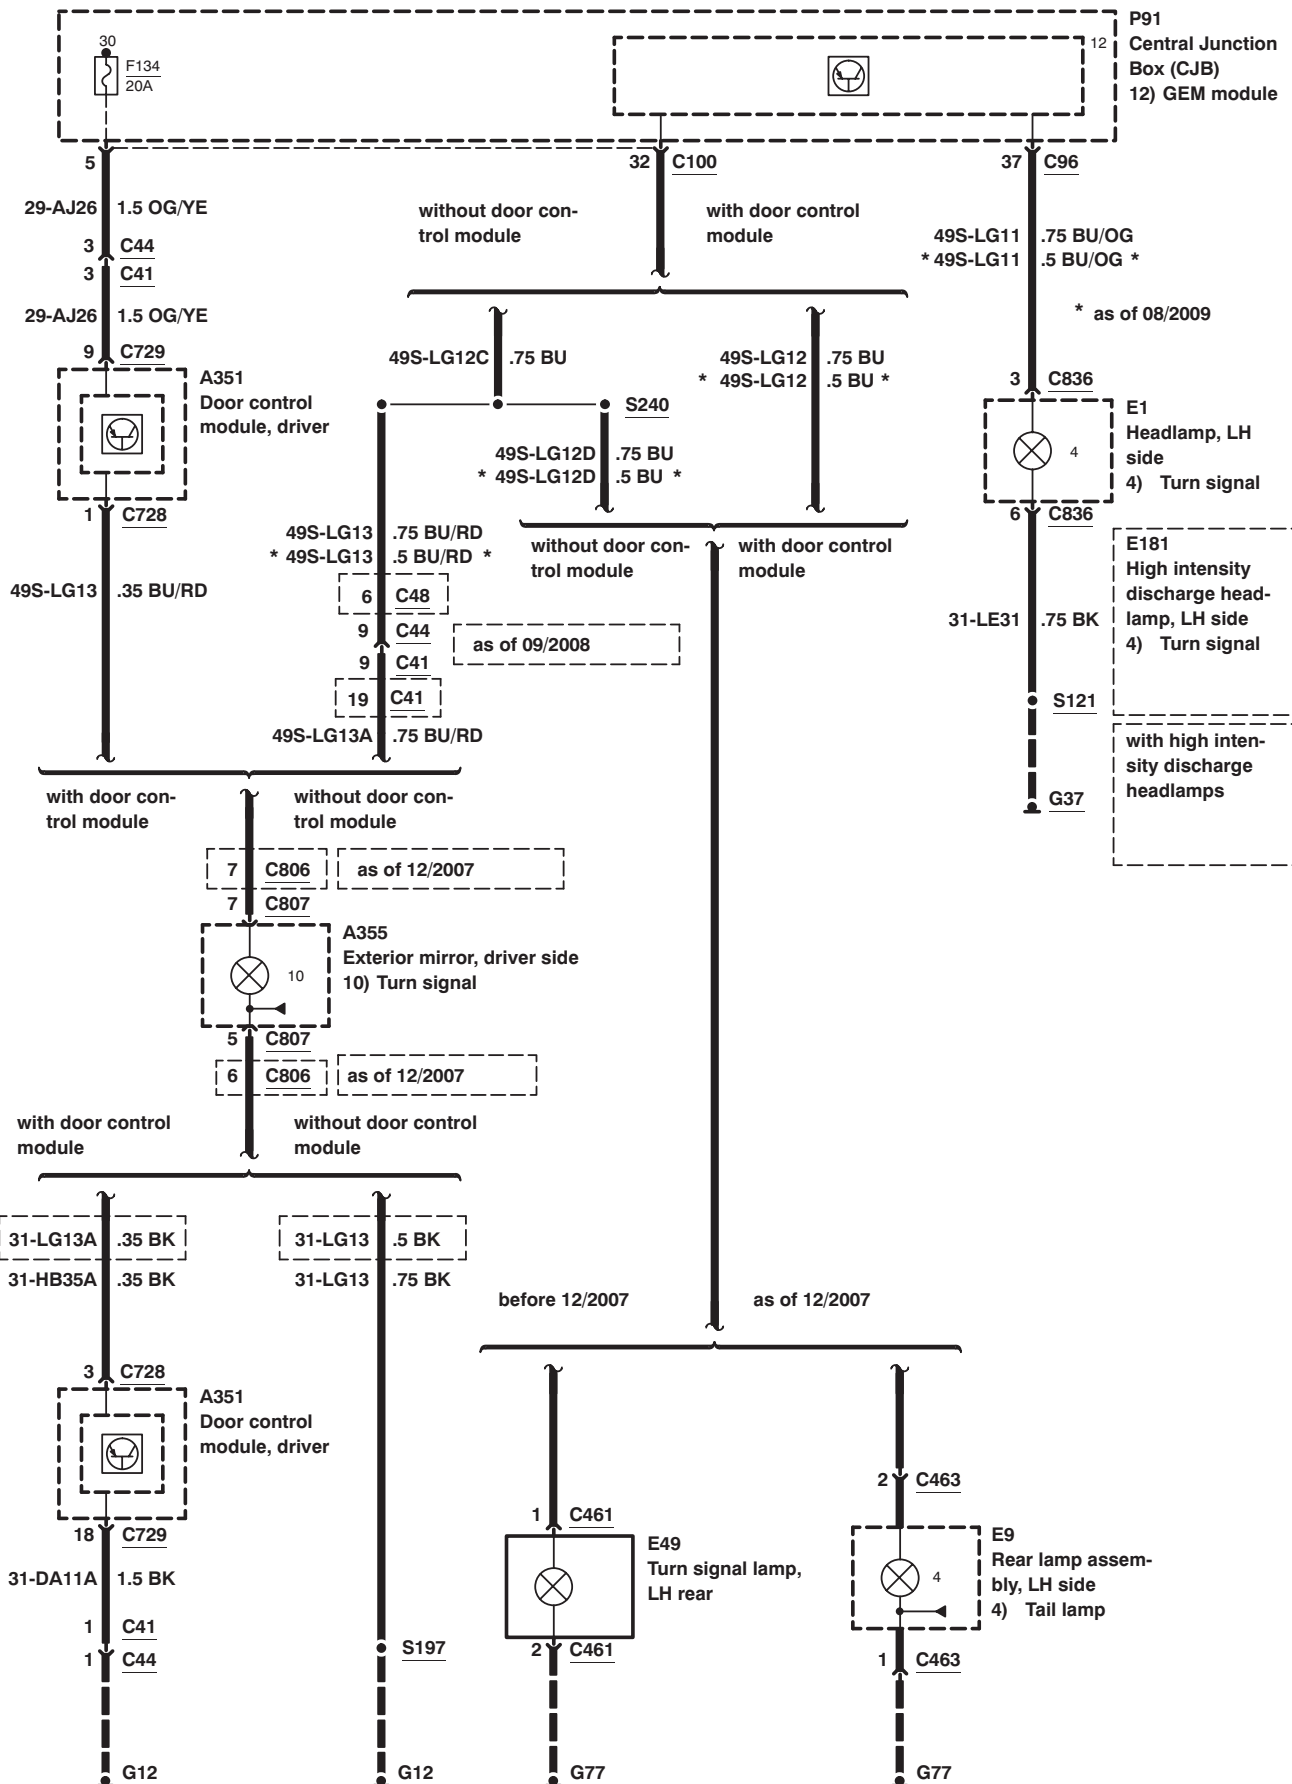 P91
Central Junction
Box (CJB)
12) GEM module
30
F134
20A
12
5
32 C100
37 C96
29-AJ26 1.5 OG/YE
3 C44
3 C41
29-AJ26 1.5 OG/YE
9 C729
A351
Door control
module, driver
1 C728
49S-LG13 .35 BU/RD
without door con-
trol module
with door control
module
49S-LG12C .75 BU
49S-LG12 .75 BU
* 49S-LG12 .5 BU *
S240
49S-LG12D .75 BU
* 49S-LG12D .5 BU *
49S-LG13 .75 BU/RD
* 49S-LG13 .5 BU/RD *
6 C48
9 C44
as of 09/2008
9 C41
19 C41
49S-LG13A .75 BU/RD
without door con-
trol module
with door control
module
49S-LG11 .75 BU/OG
* 49S-LG11 .5 BU/OG *
* as of 08/2009
3 C836
E1
Headlamp, LH
side
4) Turn signal
4
6 C836
E181
High intensity
discharge head-
lamp, LH side
4) Turn signal
31-LE31 .75 BK
S121
with high inten-
sity discharge
headlamps
G37
with door con-
trol module
without door con-
trol module
7 C806
as of 12/2007
7 C807
A355
Exterior mirror, driver side
10) Turn signal
10
5 C807
6 C806
as of 12/2007
with door control
module
without door control
module
31-LG13A .35 BK
31-HB35A .35 BK
31-LG13 .5 BK
31-LG13 .75 BK
3 C728
A351
Door control
module, driver
18 C729
31-DA11A 1.5 BK
1 C41
1 C44
G12
S197
G12
before 12/2007
as of 12/2007
1 C461
E49
Turn signal lamp,
LH rear
2 C461
G77
2 C463
E9
Rear lamp assem-
bly, LH side
4) Tail lamp
4
1 C463
G77